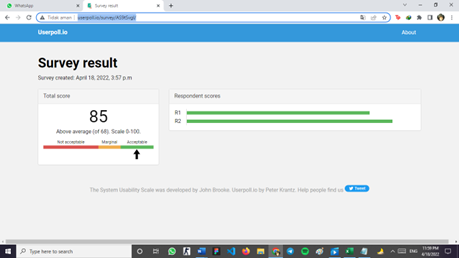 WhatsApp
Survey result
Tidak aman
userpoll.io/survey/
Userpoll.io
About
Survey result
Survey created: April 18, 2022, 3:57 p.m
Total score
85
Above average (of 68). Scale 0-100.
Not acceptable Marginal Acceptable
Respondent scores
R1
R2
The System Usability Scale was developed by John Brooke. Userpoll.io by Peter Krantz. Help people find us
Tweet
Type here to search
ENG
11:59 PM
4/18/2022